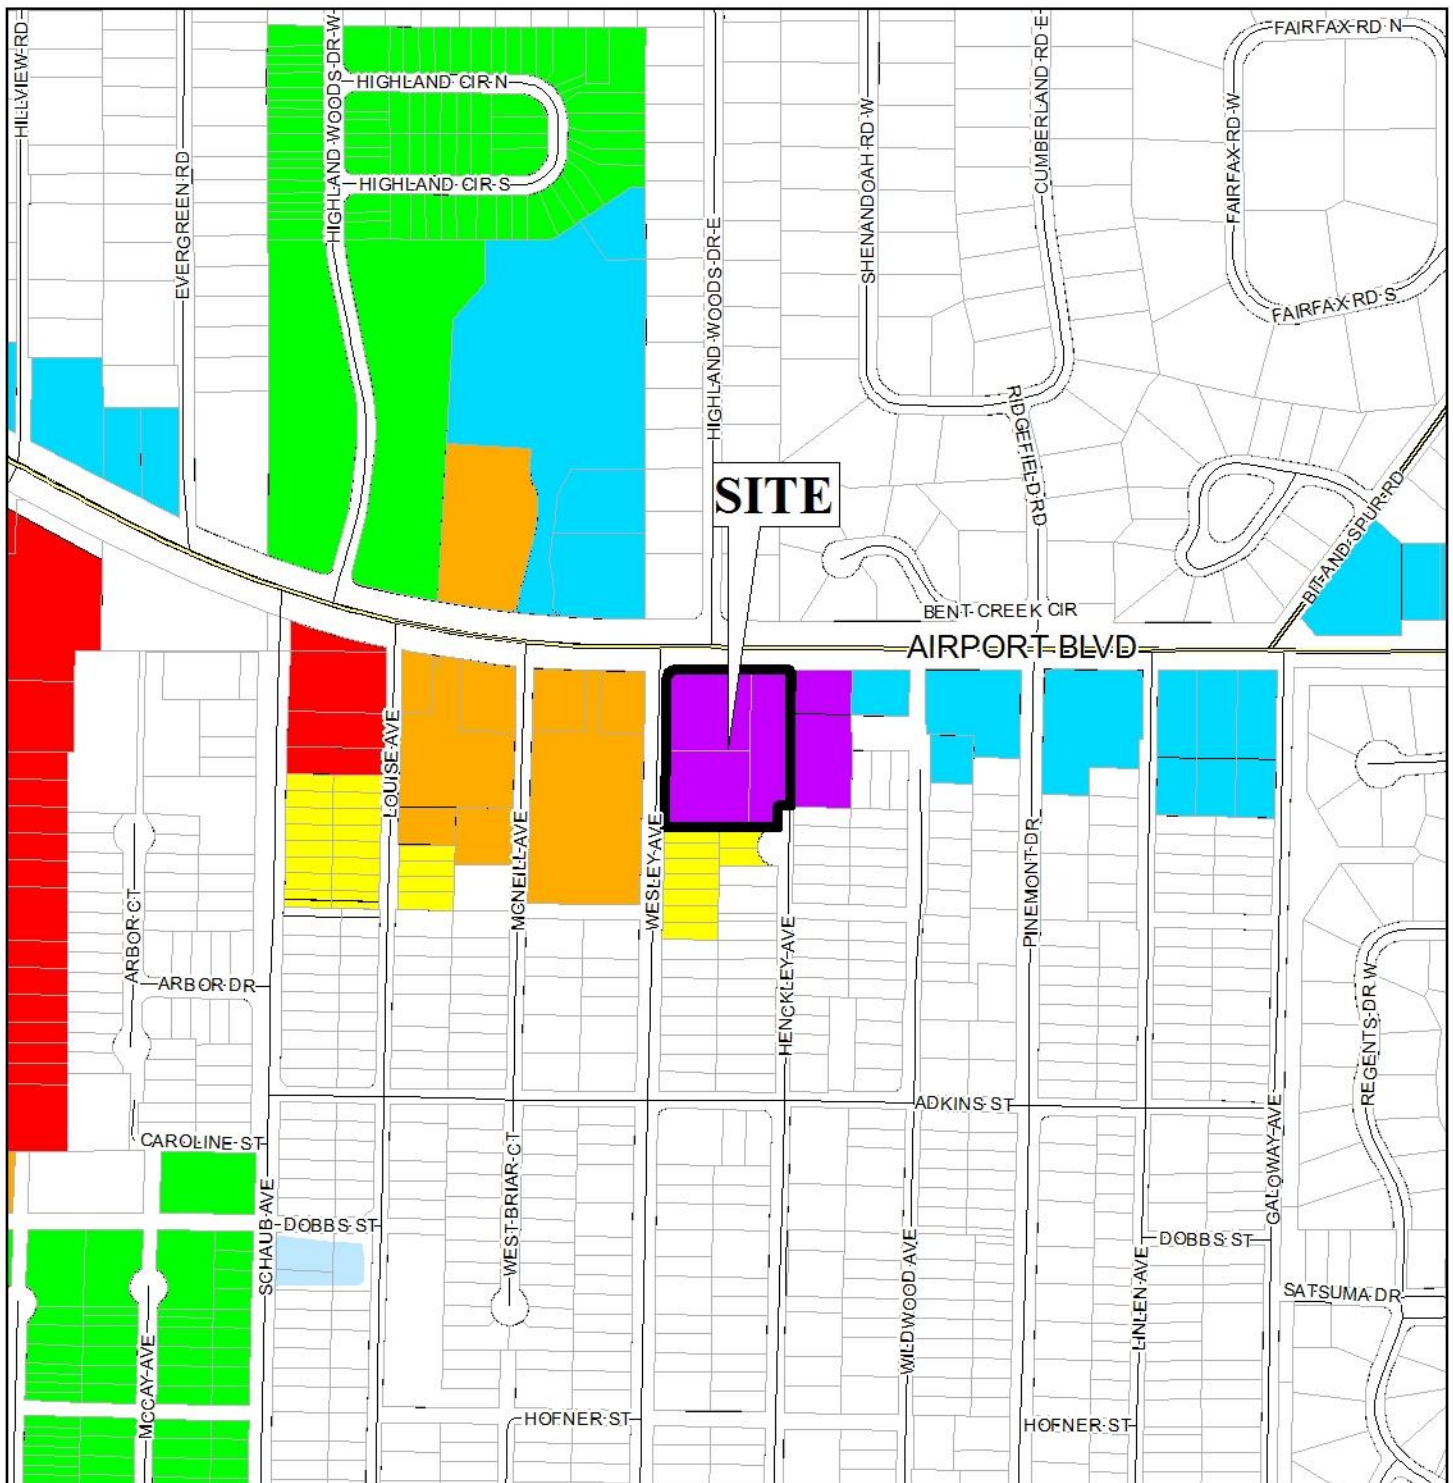 HILLVIEW RD
EVERGREEN RD
HIGHLAND WOODS DR W
HIGHLAND CIR N
HIGHLAND CIR S
HIGHLAND WOODS DR E
SHENANDOAH RD W
CUMBERLAND RD E
FAIRFAX RD N
FAIRFAX RD W
FAIRFAX RD S
RIDGEFIELD RD
BIT AND SPUR RD
SITE
BENT CREEK CIR
AIRPORT BLVD
LOUISE AVE
MCNEILL AVE
WESLEY AVE
HENCKLEY AVE
PINEMONT DR
ARBOR CT
ARBOR DR
REGENTS DR W
ADKINS ST
CAROLINE ST
GALOWAY AVE
SCHAUB AVE
WEST BRIAR CT
DOBBS ST
DOBBS ST
WILDWOOD AVE
LINLEN AVE
SATSUMA DR
MCCAY AVE
HOFNER ST
HOFNER ST